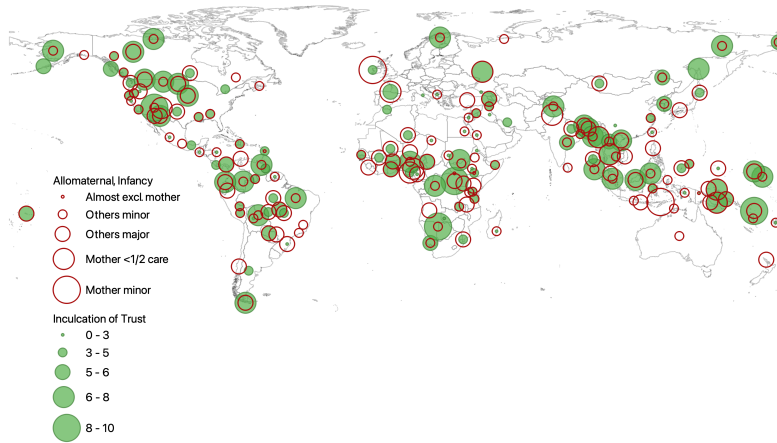 Allomaternal, Infancy
Almost excl mother
Others minor
Others major
Mother <1/2 care
Mother minor
Inculcation of Trust
0 - 3
3 - 5
5 - 6
6 - 8
8 - 10